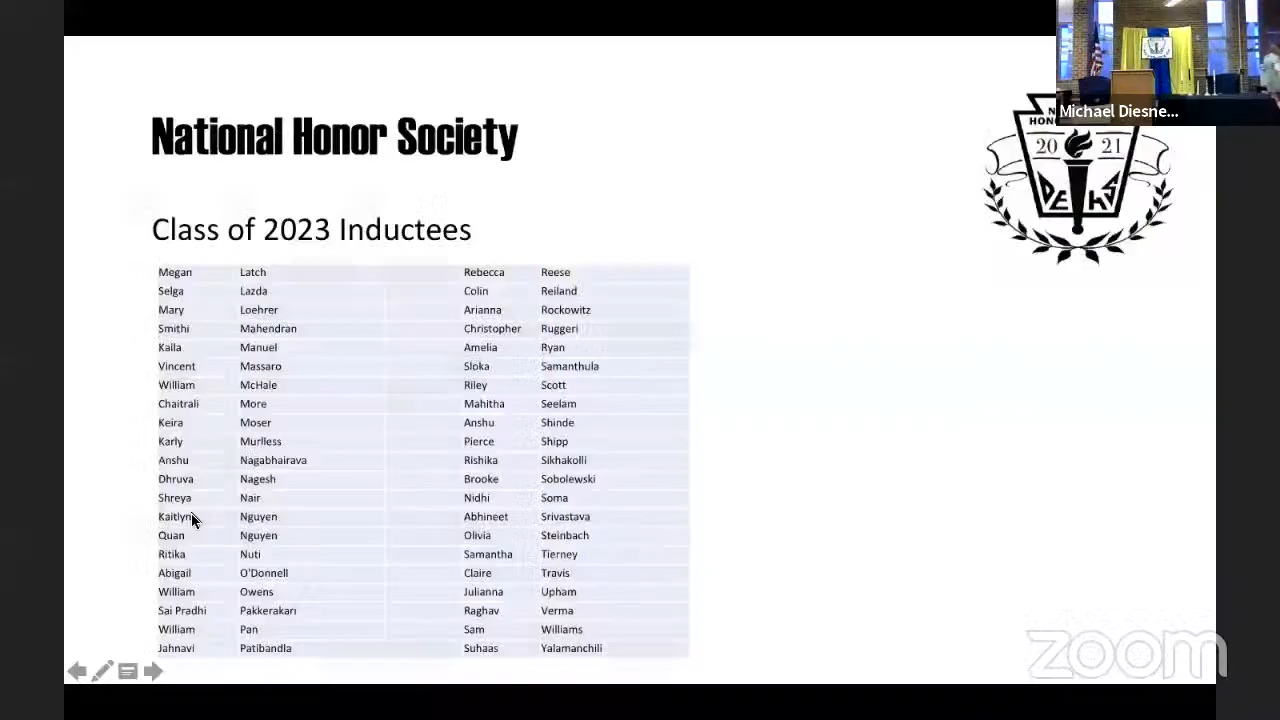 Michael Diesne...
National Honor Society
20 21
Class of 2023 Inductees
Megan Latch Rebecca Reese
Selga Lazda Colin Reiland
Mary Loehrer Arianna Rockowitz
Smithi Mahendran Christopher Ruggeri
Kalla Manuel Amelia Ryan
Vincent Massaro Sloka Samanthula
William McHale Riley Scott
Chaitrali More Mahitha Seelam
Keira Moser Anshu Shinde
Karly Murlless Pierce Shipp
Anshu Nagabhairava Rishika Sikhakolli
Dhruva Nagesh Brooke Sobolewski
Shreya Nair Nidhi Soma
Kaitlyn Nguyen Abhineet Srivastava
Quan Nguyen Olivia Steinbach
Ritika Nuti Samantha Tierney
Abigail O'Donnell Claire Travis
William Owens Julianna Upham
Sai Pradhi Pakkerakari Raghav Verma
William Pan Sam Williams
Jahnavi Patibandla Suhaas Yalamanchili
zoom